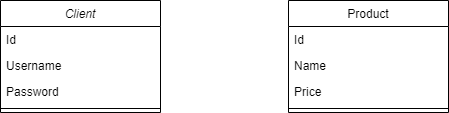 Client
Id
Username
Password
Product
Id
Name
Price